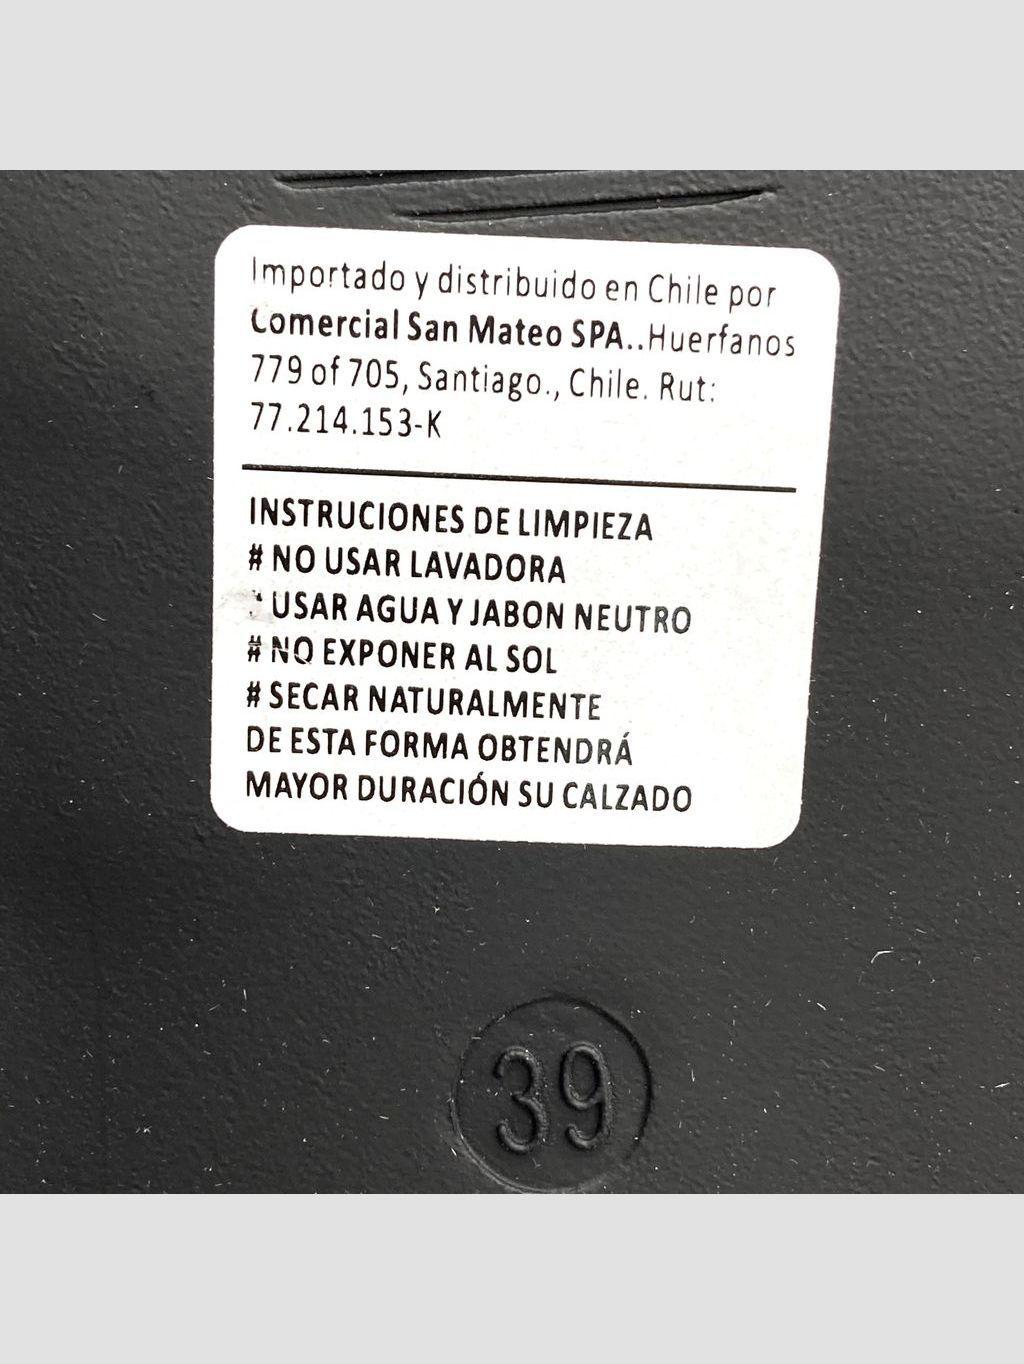 Importado y distribuido en Chile por
Comercial San Mateo SPA..Huerfanos
779 of 705, Santiago., Chile. Rut:
77.214.153-K
INSTRUCIONES DE LIMPIEZA
# NO USAR LAVADORA
USAR AGUA Y JABON NEUTRO
# NO EXPONER AL SOL
# SECAR NATURALMENTE
DE ESTA FORMA OBTENDRÁ
MAYOR DURACIÓN SU CALZADO
39